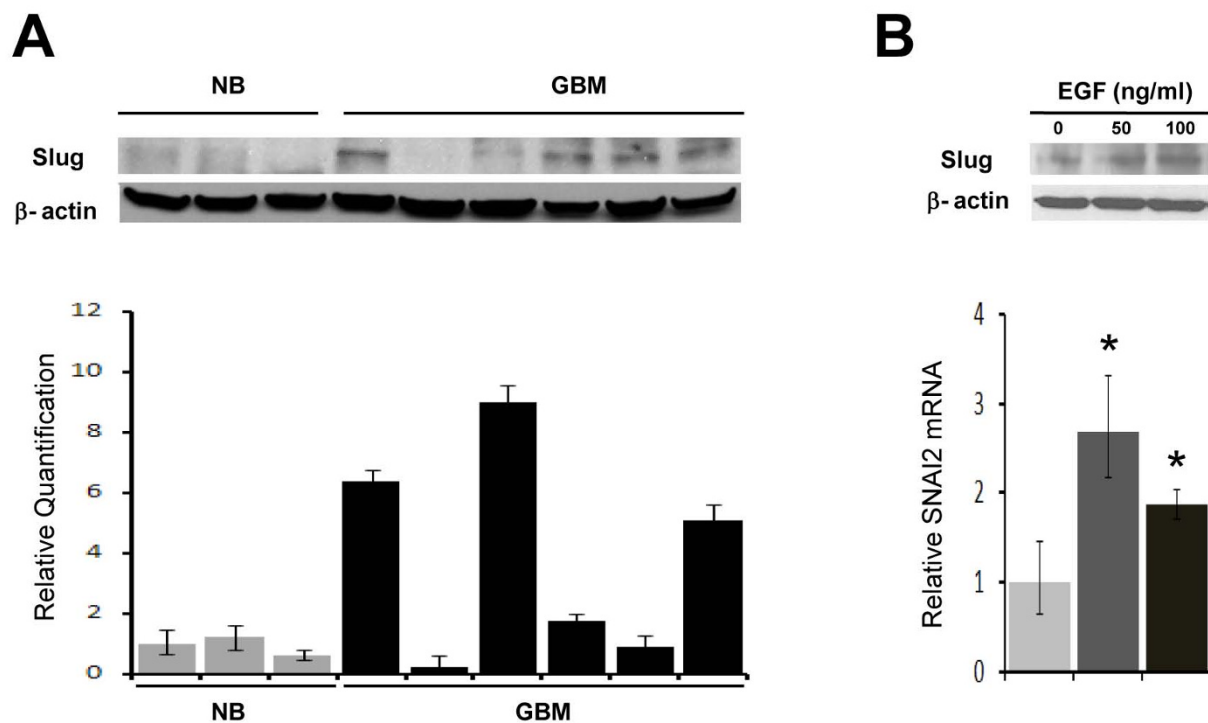 A
NB GBM
Slug
β- actin
12
10
8
6
4
2
0
Relative Quantification
NB GBM
B
EGF (ng/ml)
0 50 100
Slug
β- actin
4
3
2
1
0
Relative SNAI2 mRNA
* *